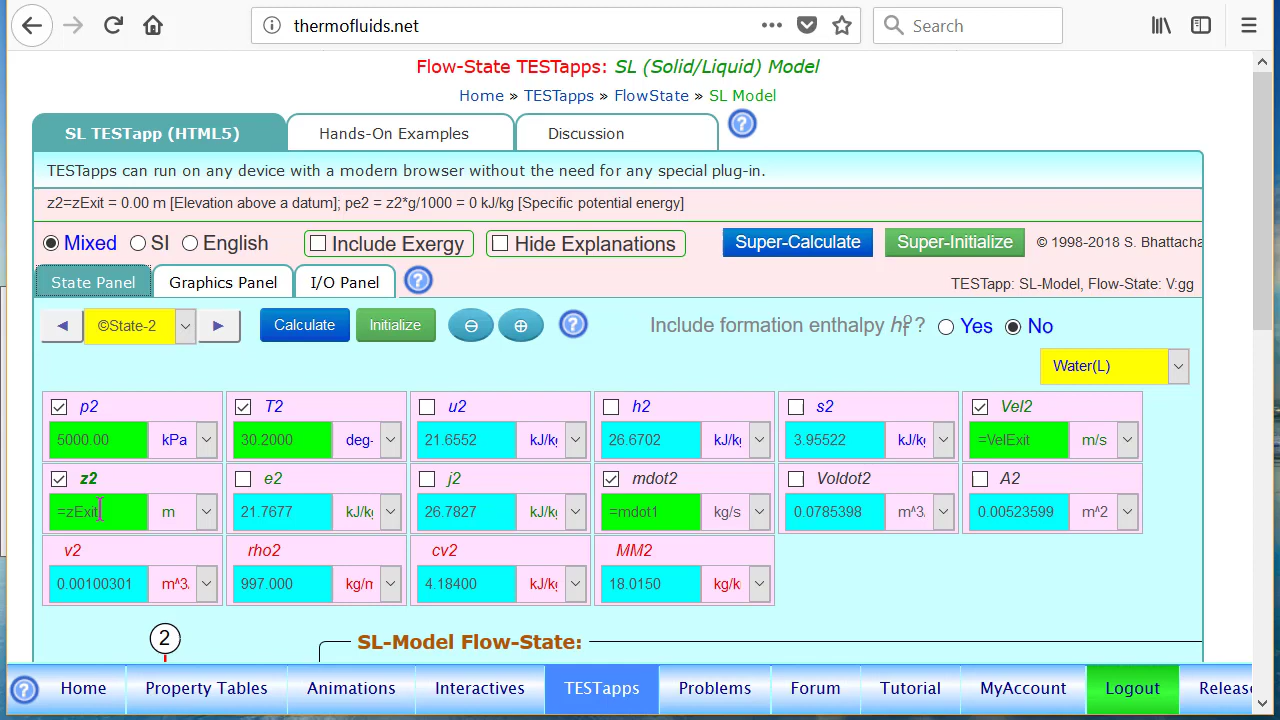 thermofluids.net
Search
Flow-State TESTapps: SL (Solid/Liquid) Model
Home » TESTapps » FlowState » SL Model
SL TESTapp (HTML5) Hands-On Examples Discussion
TESTapps can run on any device with a modern browser without the need for any special plug-in.
z2=zExit = 0.00 m [Elevation above a datum]; pe2 = z2*g/1000 = 0 kJ/kg [Specific potential energy]
Mixed SI English Include Exergy Hide Explanations Super-Calculate Super-Initialize © 1998-2018 S. Bhattacha
State Panel Graphics Panel I/O Panel TESTapp: SL-Model, Flow-State: V:gg
©State-2 Calculate Initialize Include formation enthalpy hf°? Yes No
Water(L)
p2 T2 u2 h2 s2 Vel2
5000.00 kPa 30.2000 deg- 21.6552 kJ/k 26.6702 kJ/k 3.95522 kJ/k =VelExit m/s
z2 e2 j2 mdot2 Voldot2 A2
=zExit m 21.7677 kJ/k 26.7827 kJ/k =mdot1 kg/s 0.0785398 m^3 0.00523599 m^2
v2 rho2 cv2 MM2
0.00100301 m^3 997.000 kg/m 4.18400 kJ/k 18.0150 kg/k
2
SL-Model Flow-State:
Home Property Tables Animations Interactives TESTapps Problems Forum Tutorial MyAccount Logout Releas